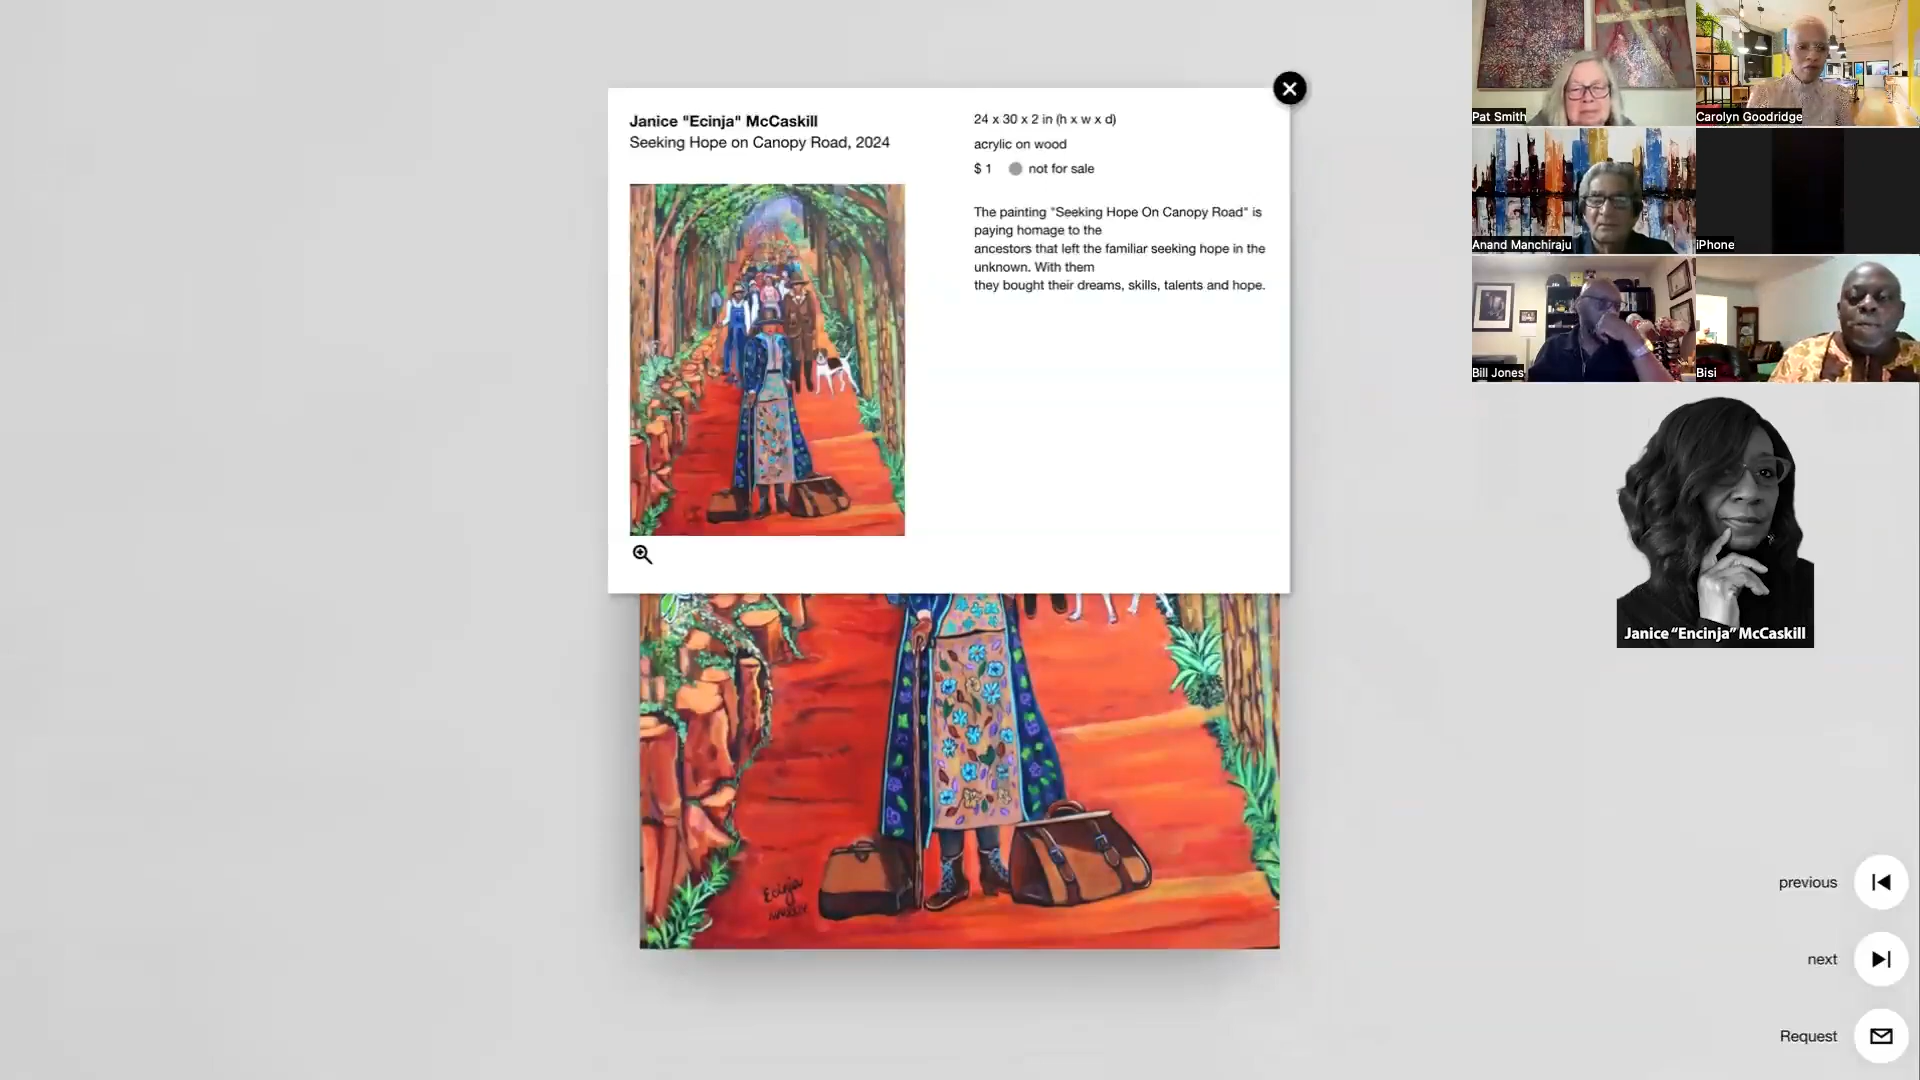 Janice "Ecinja" McCaskill
Seeking Hope on Canopy Road, 2024
24 x 30 x 2 in (h x w x d)
acrylic on wood
$ 1 not for sale
The painting "Seeking Hope On Canopy Road" is
paying homage to the
ancestors that left the familiar seeking hope in the
unknown. With them
they bought their dreams, skills, talents and hope.
Ecinja
Pat Smith
Carolyn Goodridge
Anand Manchiraju
iPhone
Bill Jones
Bisi
Janice “Encinja” McCaskill
previous
next
Request